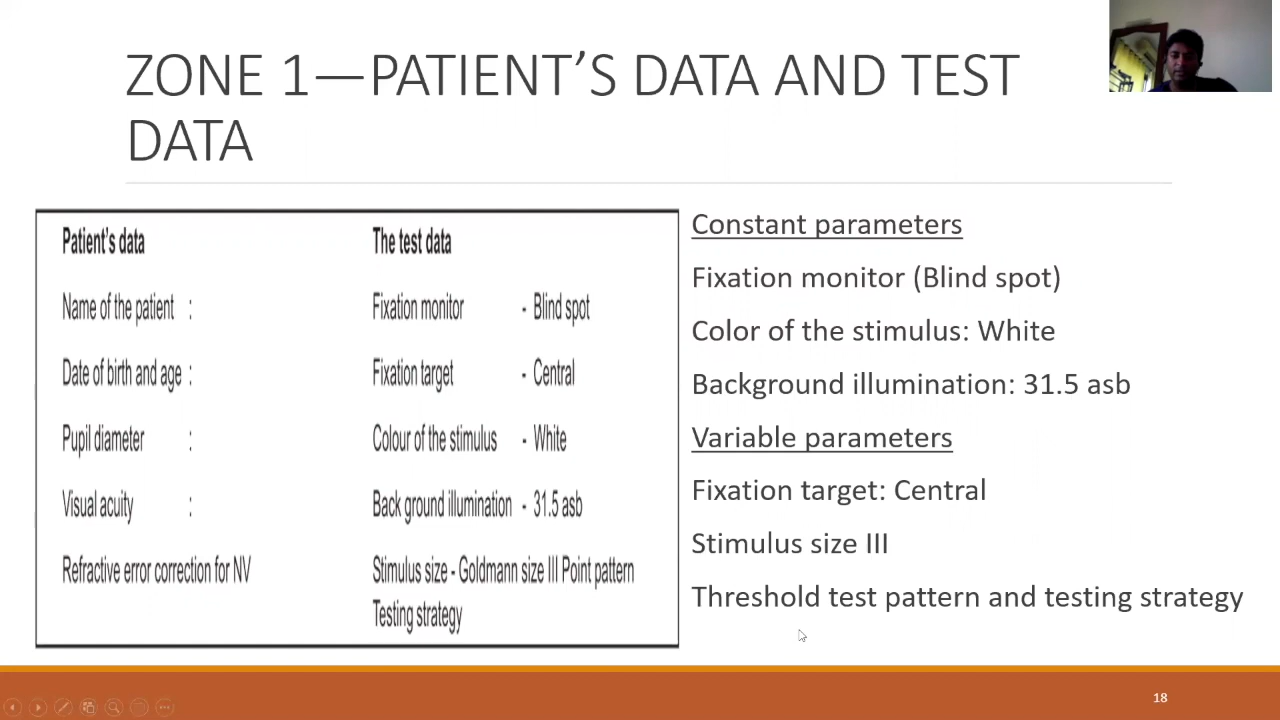 ZONE 1—PATIENT’S DATA AND TEST
DATA
Patient's data
Name of the patient :
Date of birth and age :
Pupil diameter :
Visual acuity :
Refractive error correction for NV
The test data
Fixation monitor - Blind spot
Fixation target - Central
Colour of the stimulus - White
Back ground illumination - 31.5 asb
Stimulus size - Goldmann size III Point pattern
Testing strategy
Constant parameters
Fixation monitor (Blind spot)
Color of the stimulus: White
Background illumination: 31.5 asb
Variable parameters
Fixation target: Central
Stimulus size III
Threshold test pattern and testing strategy
18